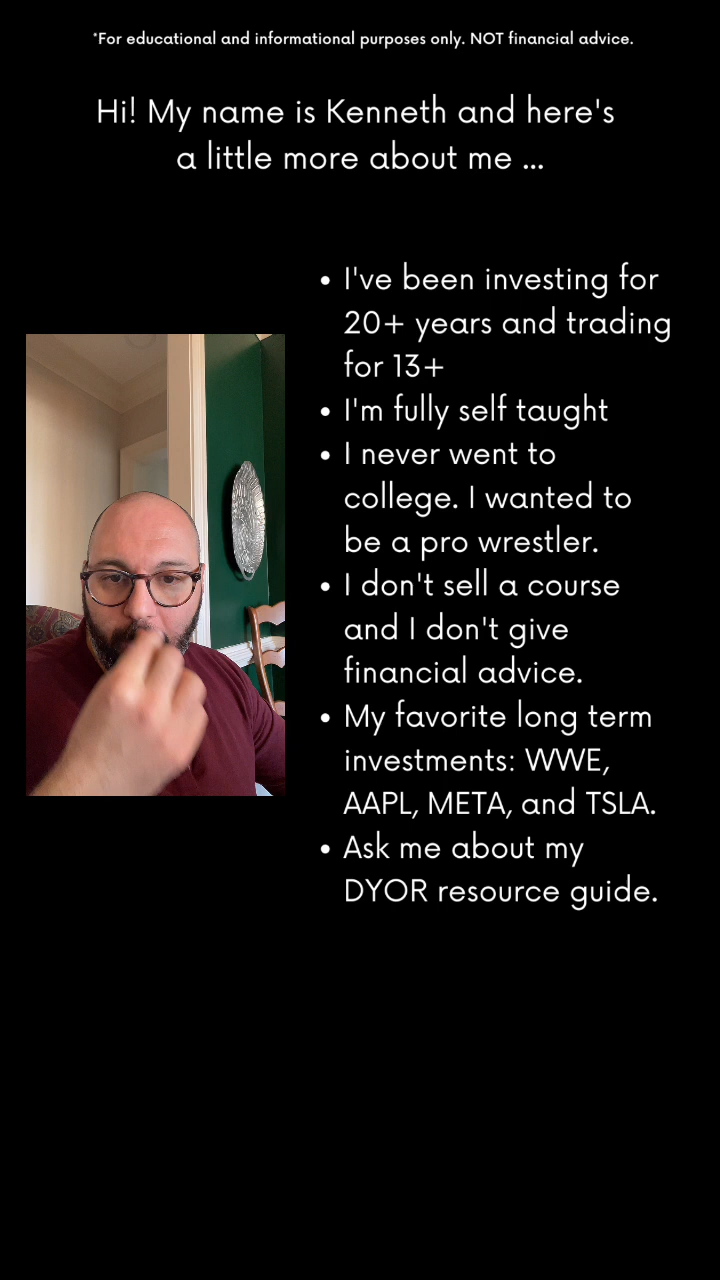 *For educational and informational purposes only. NOT financial advice.
Hi! My name is Kenneth and here's
a little more about me ...
• I've been investing for
20+ years and trading
for 13+
• I'm fully self taught
• I never went to
college. I wanted to
be a pro wrestler.
• I don't sell a course
and I don't give
financial advice.
• My favorite long term
investments: WWE,
AAPL, META, and TSLA.
• Ask me about my
DYOR resource guide.